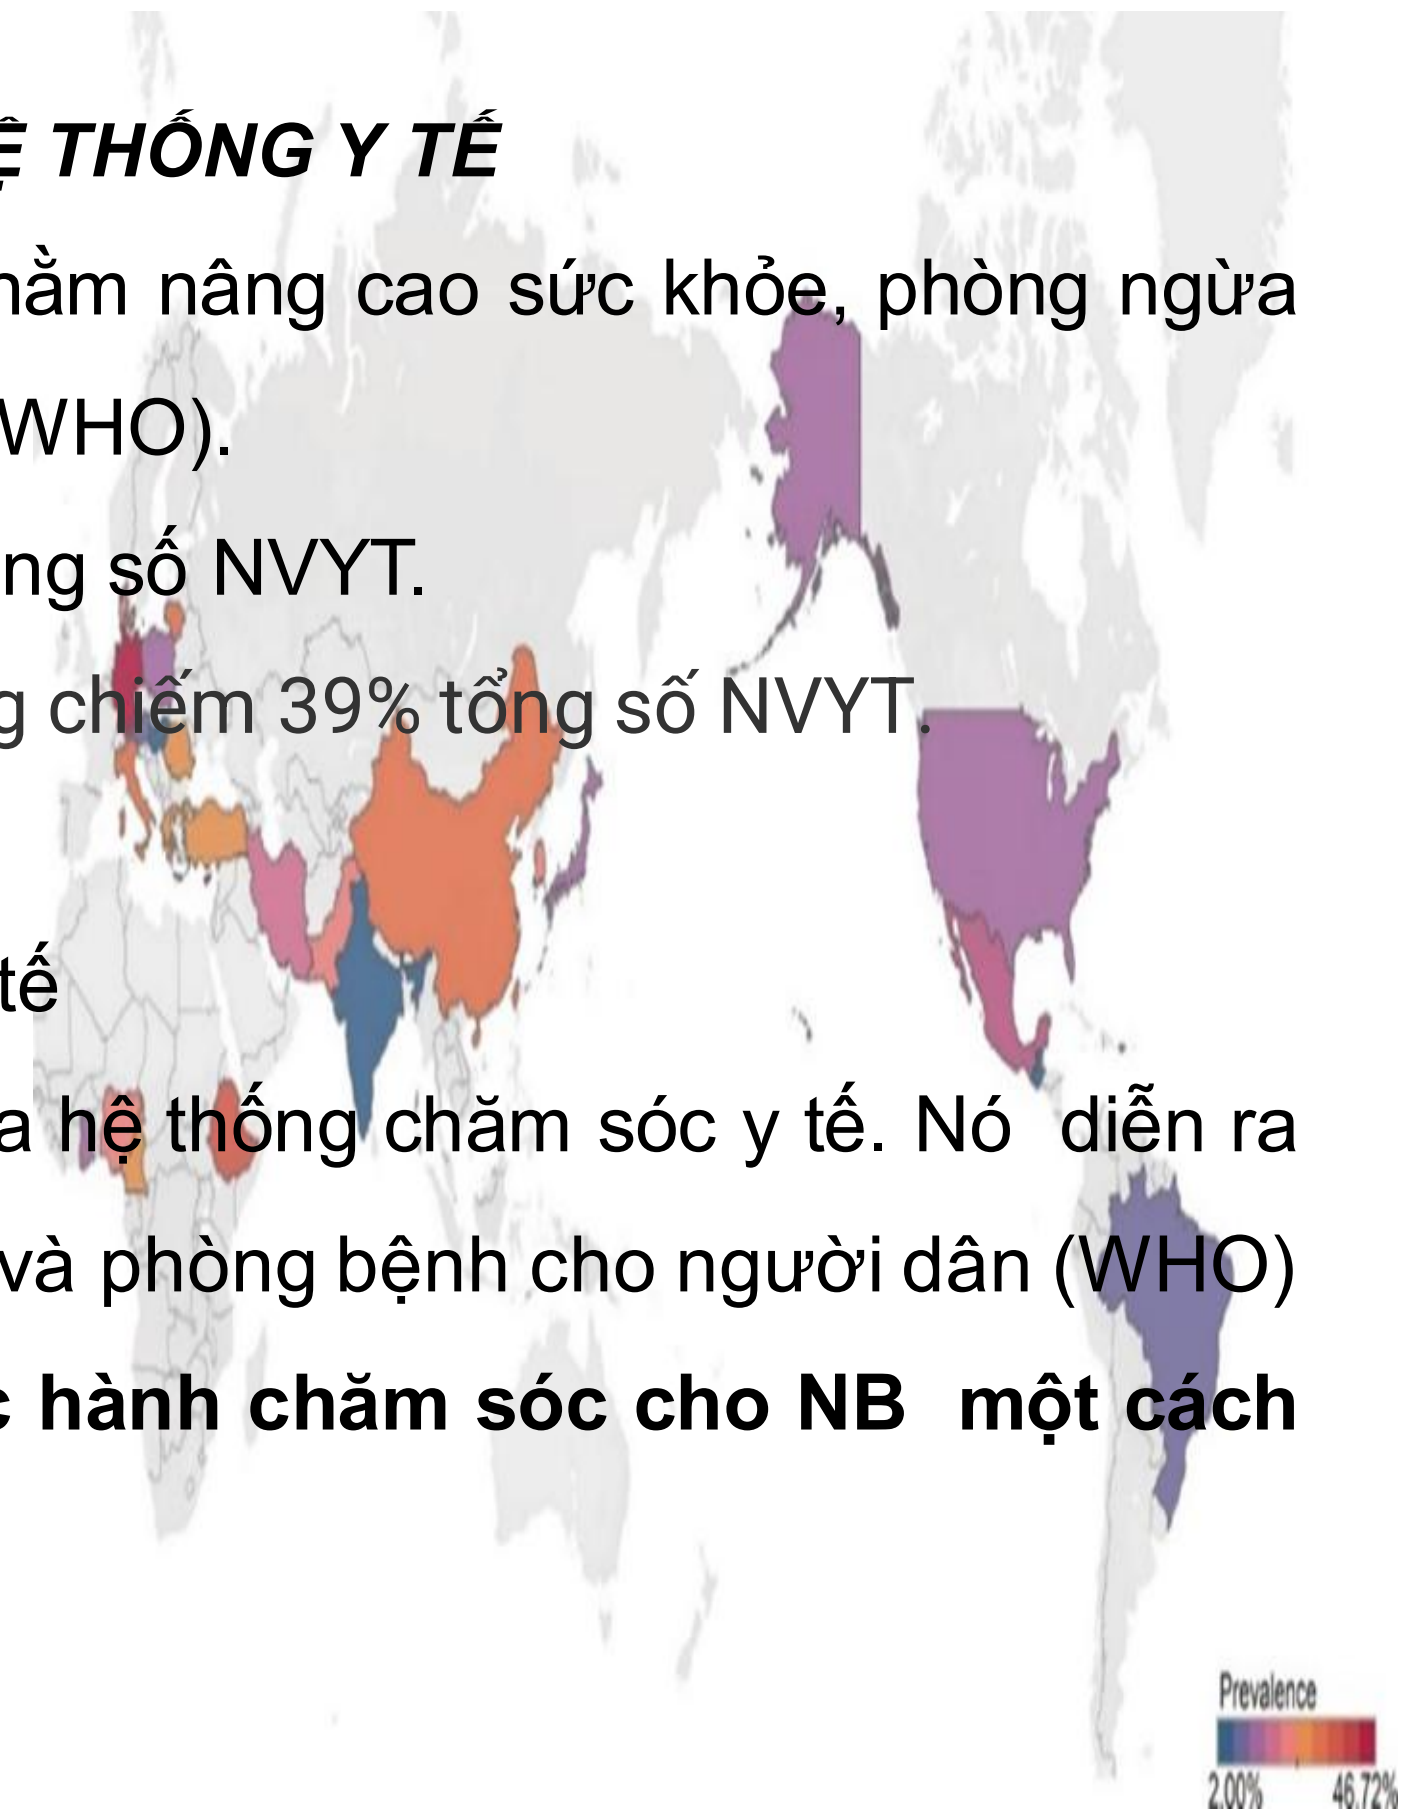 Ệ THỐNG Y TẾ
hằm nâng cao sức khỏe, phòng ngừa
WHO).
ng số NVYT.
g chiếm 39% tổng số NVYT.
tế
a hệ thống chăm sóc y tế. Nó diễn ra
và phòng bệnh cho người dân (WHO)
c hành chăm sóc cho NB một cách
Prevalence
2.00% 46.72%